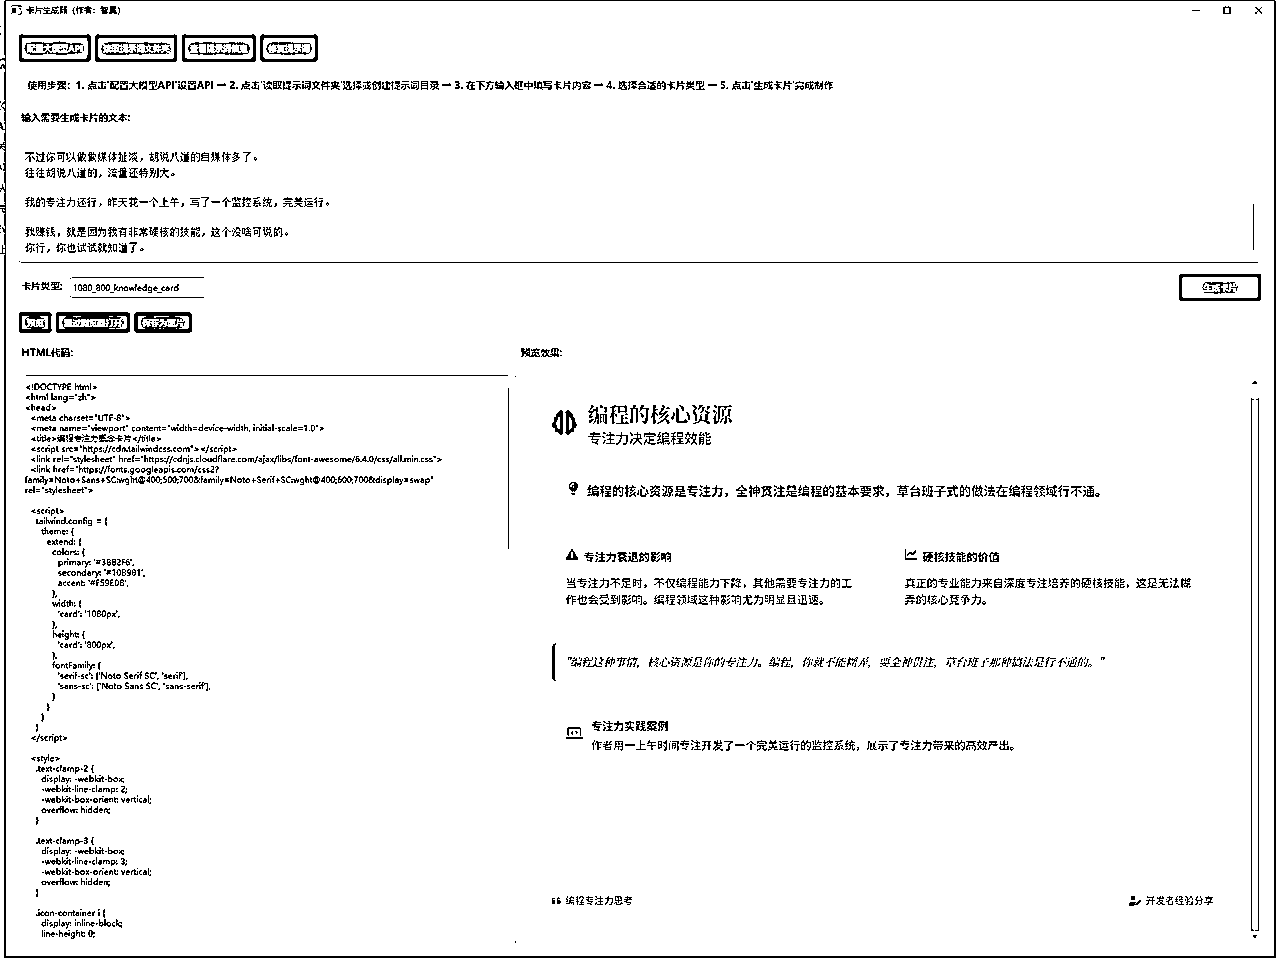 卡片生成器 (作者：智翼)
配置大模型API 读取提示词文件夹
使用步骤：1. 点击'配置大模型API'设置API — 2. 点击'读取提示词文件夹'选择或创建提示词目录 — 3. 在下方输入框中填写卡片内容 — 4. 选择合适的卡片类型 — 5. 点击'生成卡片'完成制作
输入需要生成卡片的文本：
不过你可以做做媒体扯淡，胡说八道的自媒体多了。
往往胡说八道的，流量还特别大。
我的专注力还行，昨天花一个上午，写了一个监控系统，完美运行。
我赚钱，就是因为我有非常硬核的技能，这个没啥可说的。
你行，你也试试就知道了。
卡片类型： 1080_800_knowledge_card 生成卡片
HTML代码：
<!DOCTYPE html>
<html lang="zh">
<head>
<meta charset="UTF-8">
<meta name="viewport" content="width=device-width, initial-scale=1.0">
<title>编程专注力概念卡片</title>
<script src="https://cdn.tailwindcss.com"></script>
<link rel="stylesheet" href="https://cdnjs.cloudflare.com/ajax/libs/font-awesome/6.4.0/css/all.min.css">
<link href="https://fonts.googleapis.com/css2?
family=Noto+Sans+SC:wght@400;500;700&family=Noto+Serif+SC:wght@400;600;700&display=swap"
rel="stylesheet">
<script>
tailwind.config = {
theme: {
extend: {
colors: {
primary: '#3B82F6',
secondary: '#10B981',
accent: '#F59E0B',
},
width: {
'card': '1080px',
},
height: {
'card': '800px',
},
fontFamily: {
'serif-sc': ['Noto Serif SC', 'serif'],
'sans-sc': ['Noto Sans SC', 'sans-serif'],
}
}
}
}
</script>
<style>
.text-clamp-2 {
display: -webkit-box;
-webkit-line-clamp: 2;
-webkit-box-orient: vertical;
overflow: hidden;
}
.text-clamp-3 {
display: -webkit-box;
-webkit-line-clamp: 3;
-webkit-box-orient: vertical;
overflow: hidden;
}
.icon-container i {
display: inline-block;
line-height: 0;
预览效果：
编程的核心资源
专注力决定编程效能
编程的核心资源是专注力，全神贯注是编程的基本要求，草台班子式的做法在编程领域行不通。
专注力衰退的影响
当专注力不足时，不仅编程能力下降，其他需要专注力的工
作也会受到影响。编程领域这种影响尤为明显且迅速。
硬核技能的价值
真正的专业能力来自深度专注培养的硬核技能，这是无法糊
弄的核心竞争力。
"编程这种事情，核心资源是你的专注力。编程，你就不能糊弄，要全神贯注，草台班子那种搞法是行不通的。"
专注力实践案例
作者用一上午时间专注开发了一个完美运行的监控系统，展示了专注力带来的高效产出。
编程专注力思考
开发者经验分享